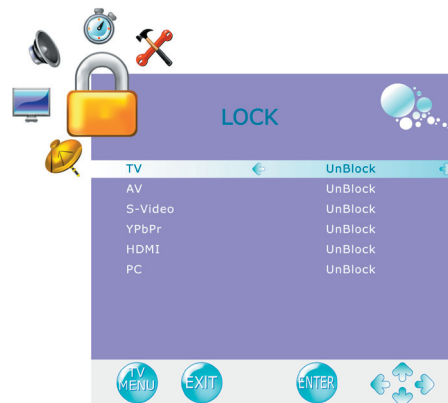 LOCK
TV UnBlock
AV UnBlock
S-Video UnBlock
YPbPr UnBlock
HDMI UnBlock
PC UnBlock
TV MENU EXIT ENTER